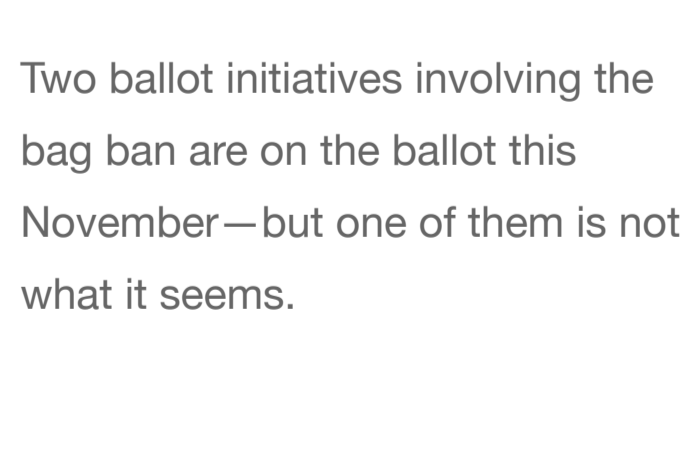 Two ballot initiatives involving the
bag ban are on the ballot this
November—but one of them is not
what it seems.